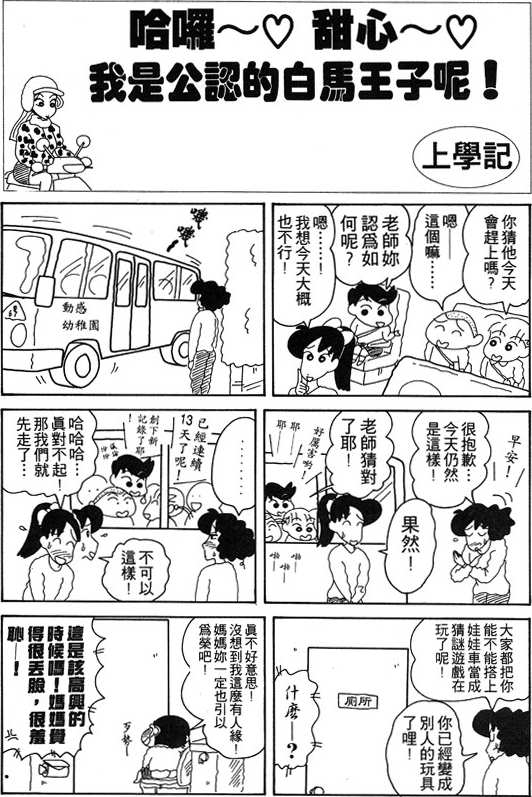 哈囉～♡ 甜心～♡
我是公認的白馬王子呢！
上學記
你猜他今天
會趕上嗎？
嗯——
這個嘛……
老師妳
認為如
何呢？
嗯……！
我想今天大概
也不行！
噗
噗
動感
幼稚園
早安！
很抱歉…
今天仍然
是這樣！
果然！
老師猜對
了耶！
好厲害喲！
耶
耶
………
已經連續
13天了呢！
創下新
記錄了耶！
不可以
這樣！
哈哈哈…
真對不起！
那我們就
先走了…
大家都把你
能不能搭上
娃娃車當成
猜謎遊戲在
玩了呢！
你已經變成
別人的玩具
了哩！
廁所
什麼——？
真不好意思！
沒想到我這麼有人緣！
媽媽妳一定也引以
為榮吧！
這是該高興的
時候嗎！媽媽覺
得很丟臉，很羞
恥——！